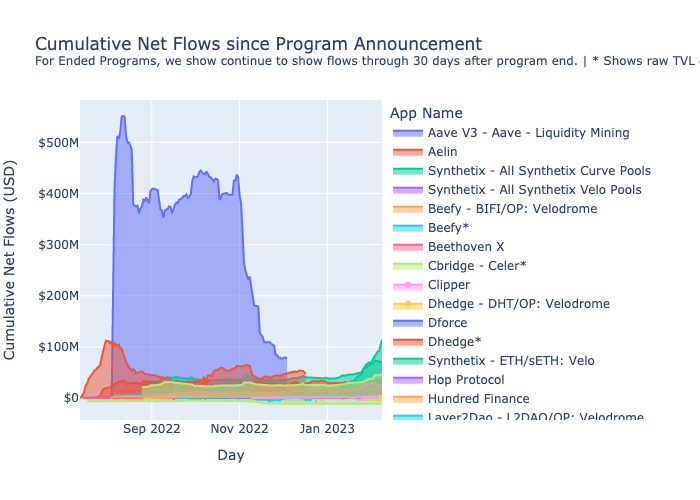 Cumulative Net Flows since Program Announcement
For Ended Programs, we show continue to show flows through 30 days after program end. | * Shows raw TVL
App Name
Aave V3 - Aave - Liquidity Mining
Aelin
Synthetix - All Synthetix Curve Pools
Synthetix - All Synthetix Velo Pools
Beefy - BIFI/OP: Velodrome
Beefy*
Beethoven X
Cbridge - Celer*
Clipper
Dhedge - DHT/OP: Velodrome
Dforce
Dhedge*
Synthetix - ETH/sETH: Velo
Hop Protocol
Hundred Finance
Layer2Dao - L2DAO/OP: Velodrome
Cumulative Net Flows (USD)
$500M
$400M
$300M
$200M
$100M
$0
Sep 2022
Nov 2022
Jan 2023
Day